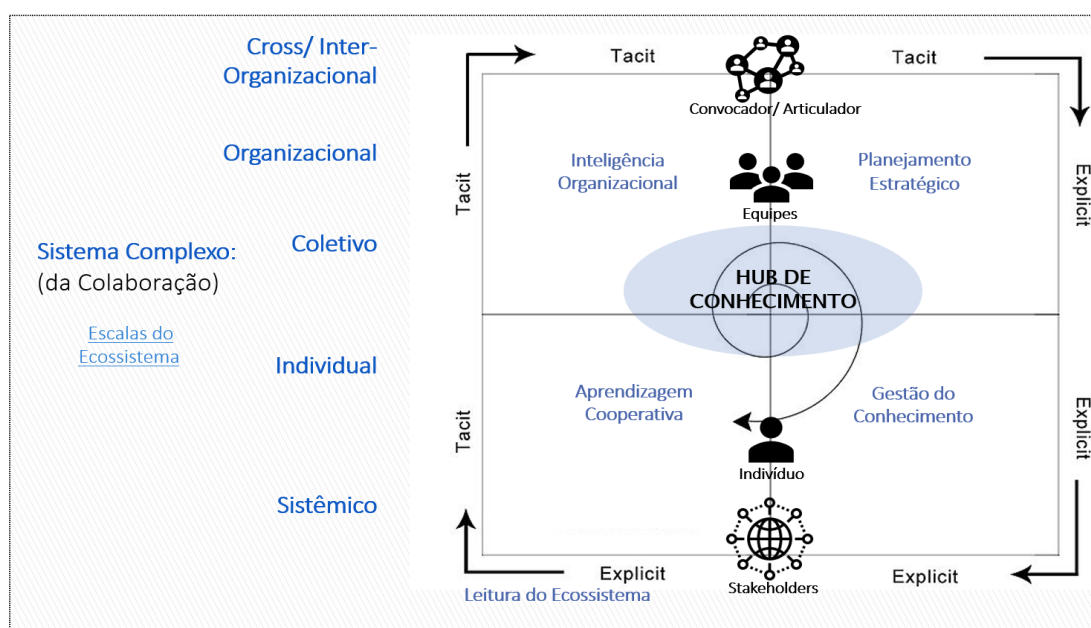 Cross/ Inter-
Organizacional
Organizacional
Sistema Complexo:
(da Colaboração)
Escalas do
Ecossistema
Coletivo
Individual
Sistêmico
Tacit
Tacit
Convocador/ Articulador
Tacit
Inteligência
Organizacional
Planejamento
Estratégico
Explicit
Equipes
HUB DE
CONHECIMENTO
Tacit
Aprendizagem
Cooperativa
Gestão do
Conhecimento
Explicit
Indivíduo
Explicit
Explicit
Stakeholders
Leitura do Ecossistema